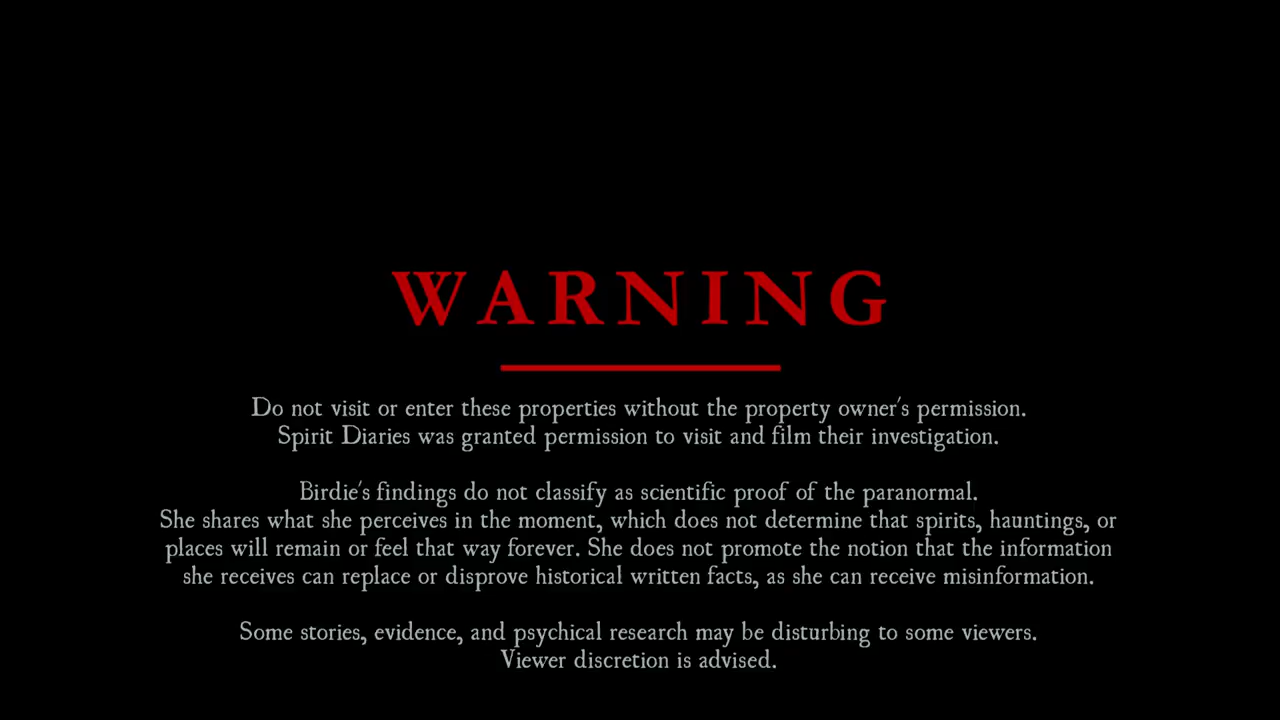 WARNING
Do not visit or enter these properties without the property owner's permission.
Spirit Diaries was granted permission to visit and film their investigation.
Birdie's findings do not classify as scientific proof of the paranormal.
She shares what she perceives in the moment, which does not determine that spirits, hauntings, or
places will remain or feel that way forever. She does not promote the notion that the information
she receives can replace or disprove historical written facts, as she can receive misinformation.
Some stories, evidence, and psychical research may be disturbing to some viewers.
Viewer discretion is advised.